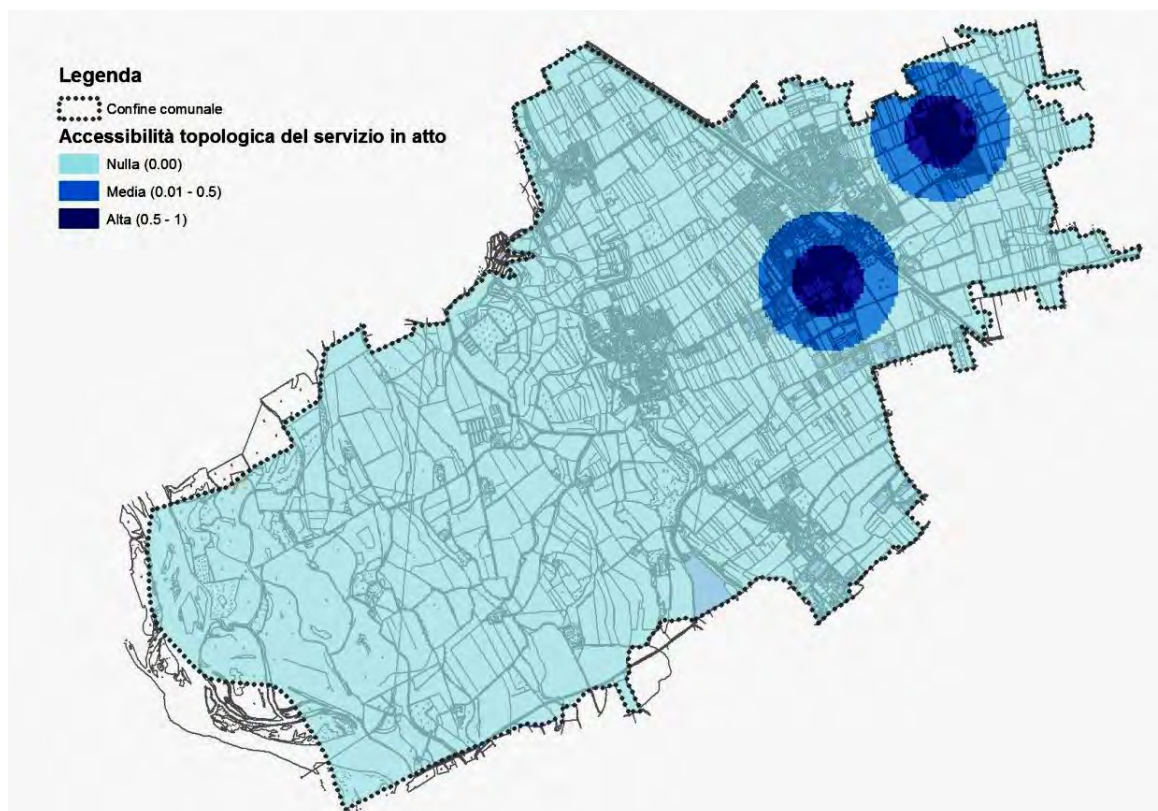 Legenda
Confine comunale
Accessibilità topologica del servizio in atto
Nulla (0.00)
Media (0.01 - 0.5)
Alta (0.5 - 1)